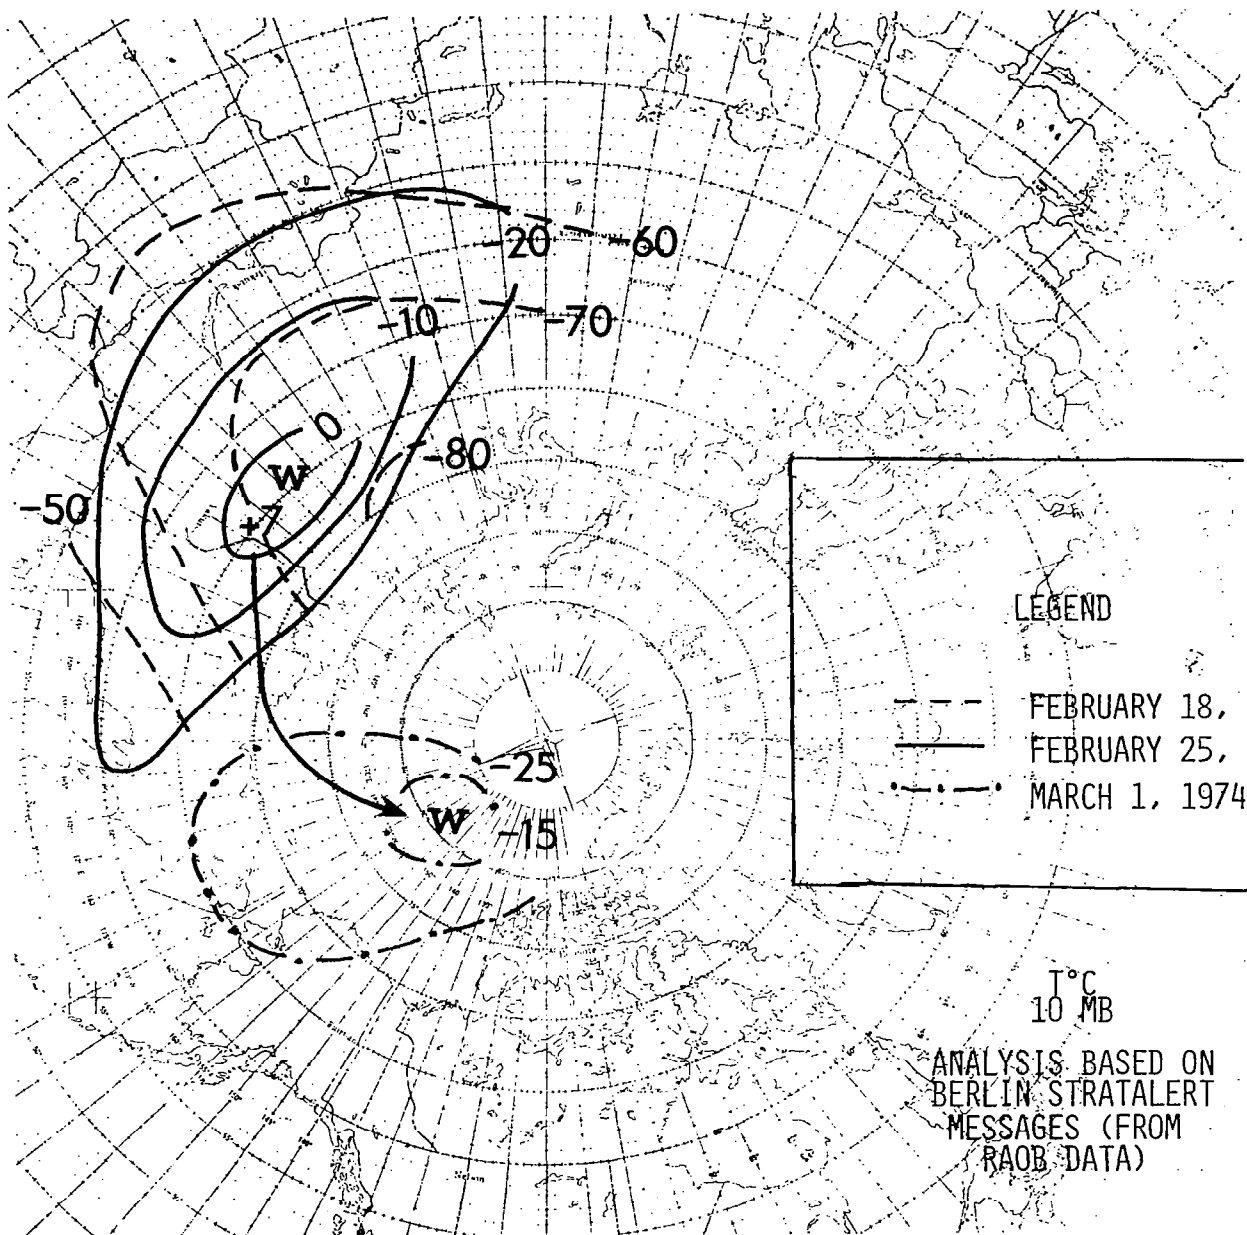 -20
-60
-10
-70
0
-80
W
-50
+7
LEGEND
FEBRUARY 18,
FEBRUARY 25,
MARCH 1, 1974
-25
W
-15
T°C
10 MB
ANALYSIS BASED ON
BERLIN STRATALERT
MESSAGES (FROM
RAOB DATA)